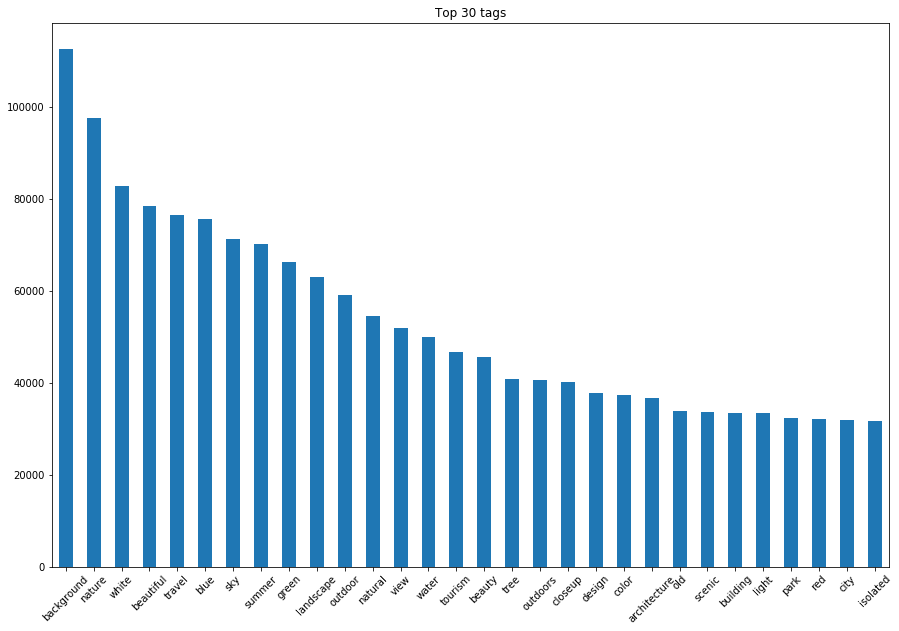 Top 30 tags
100000
80000
60000
40000
20000
0
background
nature
white
beautiful
travel
blue
sky
summer
green
landscape
outdoor
natural
view
water
tourism
beauty
tree
outdoors
closeup
design
color
architecture
old
scenic
building
light
park
red
city
isolated